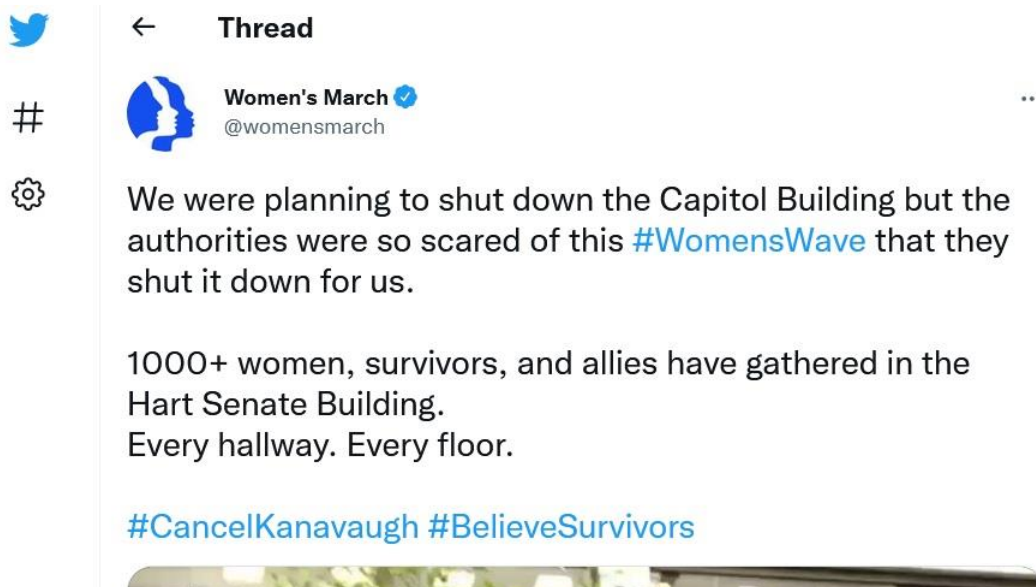 Thread
Women's March
@womensmarch
We were planning to shut down the Capitol Building but the
authorities were so scared of this #WomensWave that they
shut it down for us.
1000+ women, survivors, and allies have gathered in the
Hart Senate Building.
Every hallway. Every floor.
#CancelKanavaugh #BelieveSurvivors